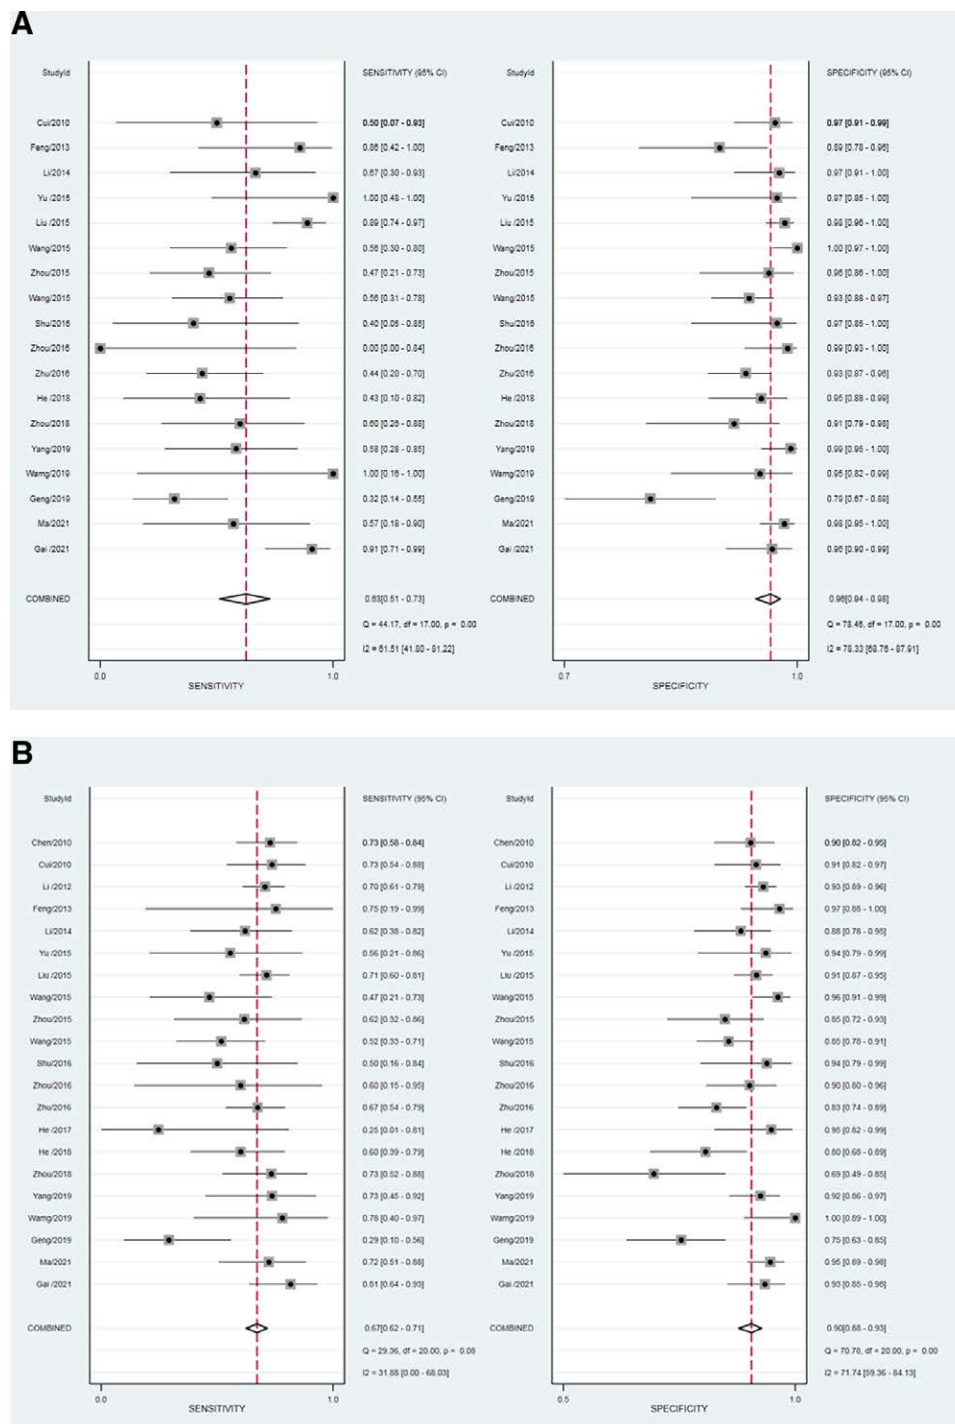 A
StudyId SENSITIVITY (95% CI) StudyId SPECIFICITY (95% CI)
Cui/2010 0.50 [0.07 - 0.93] Cui/2010 0.97 [0.91 - 0.99]
Feng/2013 0.86 [0.42 - 1.00] Feng/2013 0.89 [0.78 - 0.96]
Li/2014 0.67 [0.30 - 0.93] Li/2014 0.97 [0.91 - 1.00]
Yu /2015 1.00 [0.48 - 1.00] Yu /2015 0.97 [0.85 - 1.00]
Liu /2015 0.89 [0.74 - 0.97] Liu /2015 0.98 [0.96 - 1.00]
Wang/2015 0.56 [0.30 - 0.80] Wang/2015 1.00 [0.97 - 1.00]
Zhou/2015 0.47 [0.21 - 0.73] Zhou/2015 0.96 [0.86 - 1.00]
Wang/2015 0.56 [0.31 - 0.78] Wang/2015 0.93 [0.88 - 0.97]
Shu/2016 0.40 [0.05 - 0.85] Shu/2016 0.97 [0.85 - 1.00]
Zhou/2016 0.00 [0.00 - 0.84] Zhou/2016 0.99 [0.93 - 1.00]
Zhu/2016 0.44 [0.20 - 0.70] Zhu/2016 0.93 [0.87 - 0.96]
He /2018 0.43 [0.10 - 0.82] He /2018 0.95 [0.88 - 0.99]
Zhou/2018 0.60 [0.26 - 0.88] Zhou/2018 0.91 [0.79 - 0.98]
Yang/2019 0.58 [0.28 - 0.85] Yang/2019 0.99 [0.95 - 1.00]
Wamg/2019 1.00 [0.16 - 1.00] Wamg/2019 0.95 [0.82 - 0.99]
Geng/2019 0.32 [0.14 - 0.55] Geng/2019 0.79 [0.67 - 0.89]
Ma/2021 0.57 [0.18 - 0.90] Ma/2021 0.98 [0.95 - 1.00]
Gai /2021 0.91 [0.71 - 0.99] Gai /2021 0.96 [0.90 - 0.99]
COMBINED 0.63[0.51 - 0.73] COMBINED 0.96[0.94 - 0.98]
Q = 44.17, df = 17.00, p = 0.00 Q = 78.46, df = 17.00, p = 0.00
I2 = 61.51 [41.80 - 81.22] I2 = 78.33 [68.76 - 87.91]
0.0 1.0 0.7 1.0
SENSITIVITY SPECIFICITY
B
StudyId SENSITIVITY (95% CI) StudyId SPECIFICITY (95% CI)
Chen/2010 0.73 [0.58 - 0.84] Chen/2010 0.90 [0.82 - 0.95]
Cui/2010 0.73 [0.54 - 0.88] Cui/2010 0.91 [0.82 - 0.97]
Li /2012 0.70 [0.61 - 0.79] Li /2012 0.93 [0.89 - 0.96]
Feng/2013 0.75 [0.19 - 0.99] Feng/2013 0.97 [0.88 - 1.00]
Li/2014 0.62 [0.38 - 0.82] Li/2014 0.88 [0.78 - 0.95]
Yu /2015 0.56 [0.21 - 0.86] Yu /2015 0.94 [0.79 - 0.99]
Liu /2015 0.71 [0.60 - 0.81] Liu /2015 0.91 [0.87 - 0.95]
Wang/2015 0.47 [0.21 - 0.73] Wang/2015 0.96 [0.91 - 0.99]
Zhou/2015 0.62 [0.32 - 0.86] Zhou/2015 0.85 [0.72 - 0.93]
Wang/2015 0.52 [0.33 - 0.71] Wang/2015 0.85 [0.78 - 0.91]
Shu/2016 0.50 [0.16 - 0.84] Shu/2016 0.94 [0.79 - 0.99]
Zhou/2016 0.60 [0.15 - 0.95] Zhou/2016 0.90 [0.80 - 0.96]
Zhu/2016 0.67 [0.54 - 0.79] Zhu/2016 0.83 [0.74 - 0.89]
He /2017 0.25 [0.01 - 0.81] He /2017 0.95 [0.82 - 0.99]
He /2018 0.60 [0.39 - 0.79] He /2018 0.80 [0.68 - 0.89]
Zhou/2018 0.73 [0.52 - 0.88] Zhou/2018 0.69 [0.49 - 0.85]
Yang/2019 0.73 [0.45 - 0.92] Yang/2019 0.92 [0.86 - 0.97]
Wamg/2019 0.78 [0.40 - 0.97] Wamg/2019 1.00 [0.89 - 1.00]
Geng/2019 0.29 [0.10 - 0.56] Geng/2019 0.75 [0.63 - 0.85]
Ma/2021 0.72 [0.51 - 0.88] Ma/2021 0.95 [0.89 - 0.98]
Gai /2021 0.81 [0.64 - 0.93] Gai /2021 0.93 [0.85 - 0.98]
COMBINED 0.67[0.62 - 0.71] COMBINED 0.90[0.88 - 0.93]
Q = 29.36, df = 20.00, p = 0.08 Q = 70.78, df = 20.00, p = 0.00
I2 = 31.88 [0.00 - 68.03] I2 = 71.74 [59.36 - 84.13]
0.0 1.0 0.5 1.0
SENSITIVITY SPECIFICITY